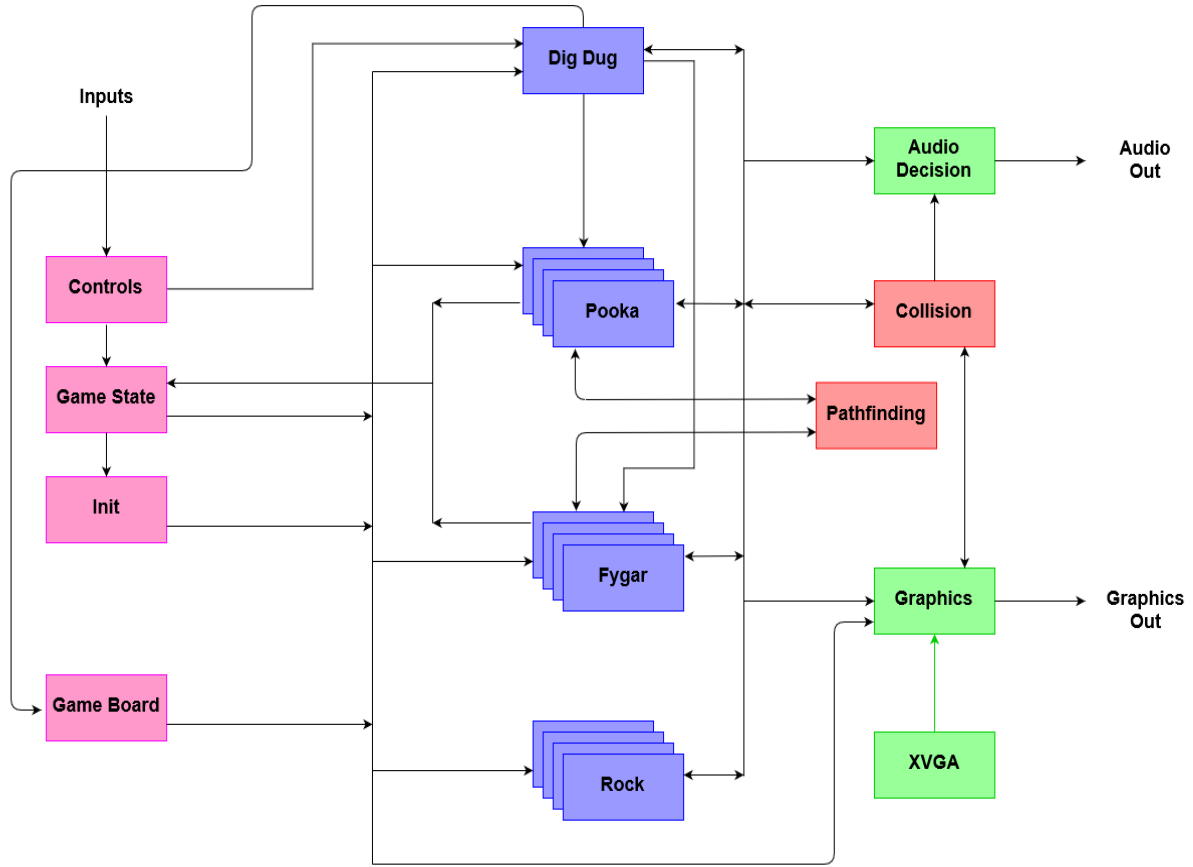 Dig Dug
Inputs
Audio
Decision
Audio
Out
Controls
Pooka
Collision
Game State
Pathfinding
Init
Fygar
Graphics
Graphics
Out
Game Board
XVGA
Rock